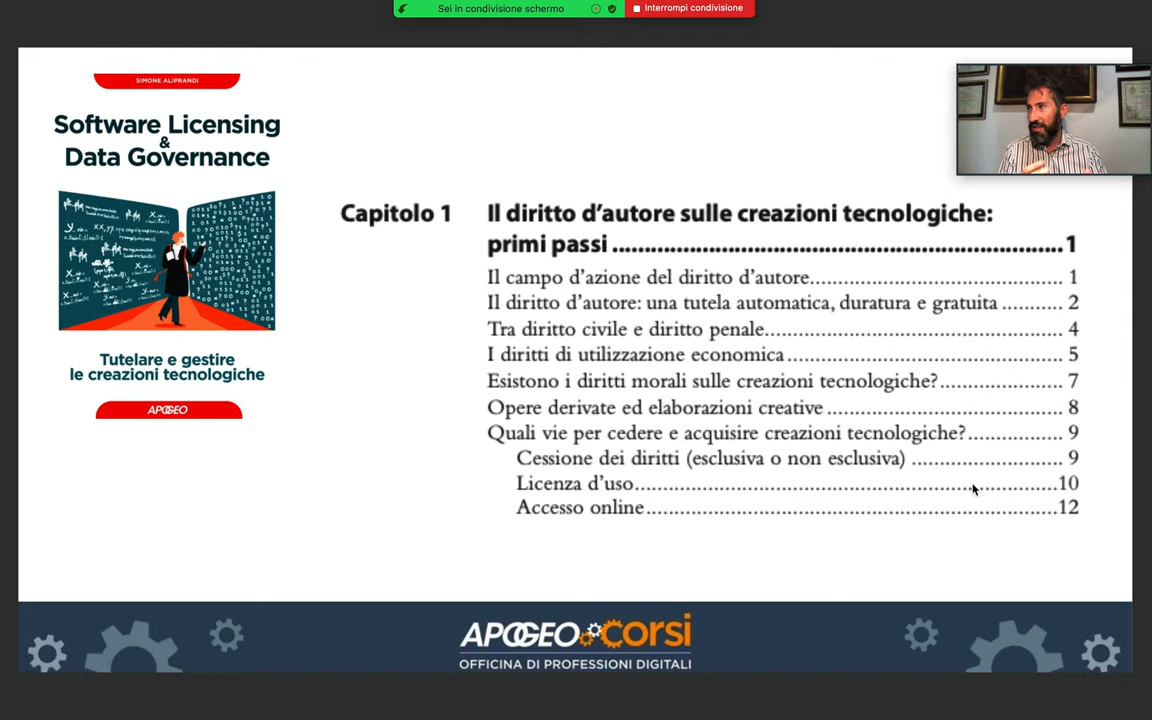 Sei in condivisione schermo
Interrompi condivisione
SIMONE ALIPRANDI
Software Licensing
&
Data Governance
Tutelare e gestire
le creazioni tecnologiche
APOGEO
Capitolo 1 Il diritto d'autore sulle creazioni tecnologiche:
primi passi 1
Il campo d'azione del diritto d'autore 1
Il diritto d'autore: una tutela automatica, duratura e gratuita 2
Tra diritto civile e diritto penale 4
I diritti di utilizzazione economica 5
Esistono i diritti morali sulle creazioni tecnologiche? 7
Opere derivate ed elaborazioni creative 8
Quali vie per cedere e acquisire creazioni tecnologiche? 9
Cessione dei diritti (esclusiva o non esclusiva) 9
Licenza d'uso 10
Accesso online 12
APOGEO CORSI
OFFICINA DI PROFESSIONI DIGITALI